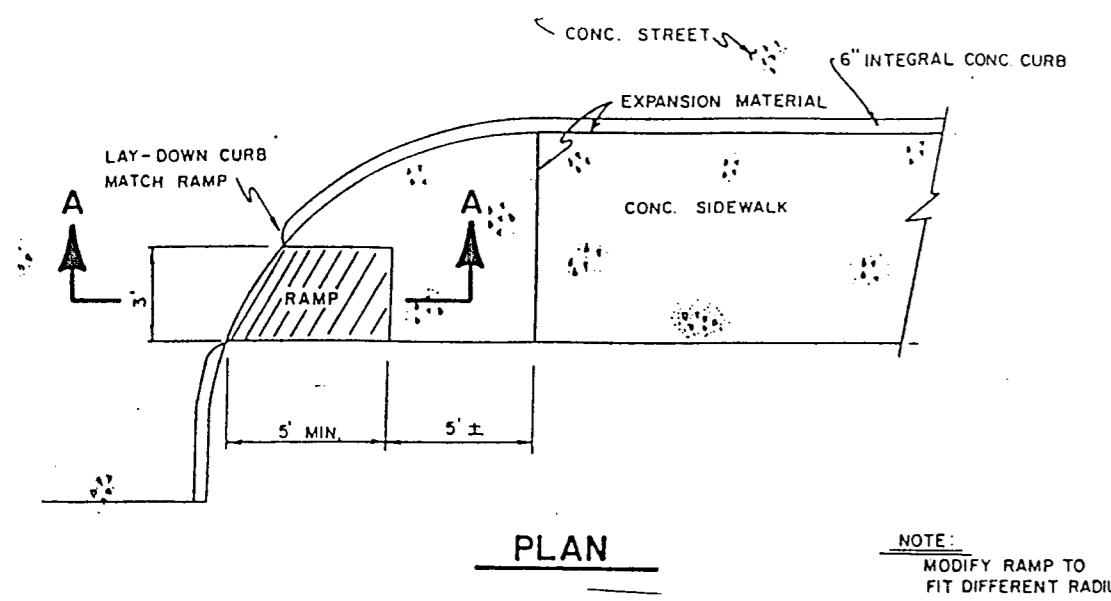 CONC. STREET
6" INTEGRAL CONC. CURB
EXPANSION MATERIAL
LAY-DOWN CURB
MATCH RAMP
A
A
CONC. SIDEWALK
3'
RAMP
5' MIN.
5' ±
PLAN
NOTE:
MODIFY RAMP TO
FIT DIFFERENT